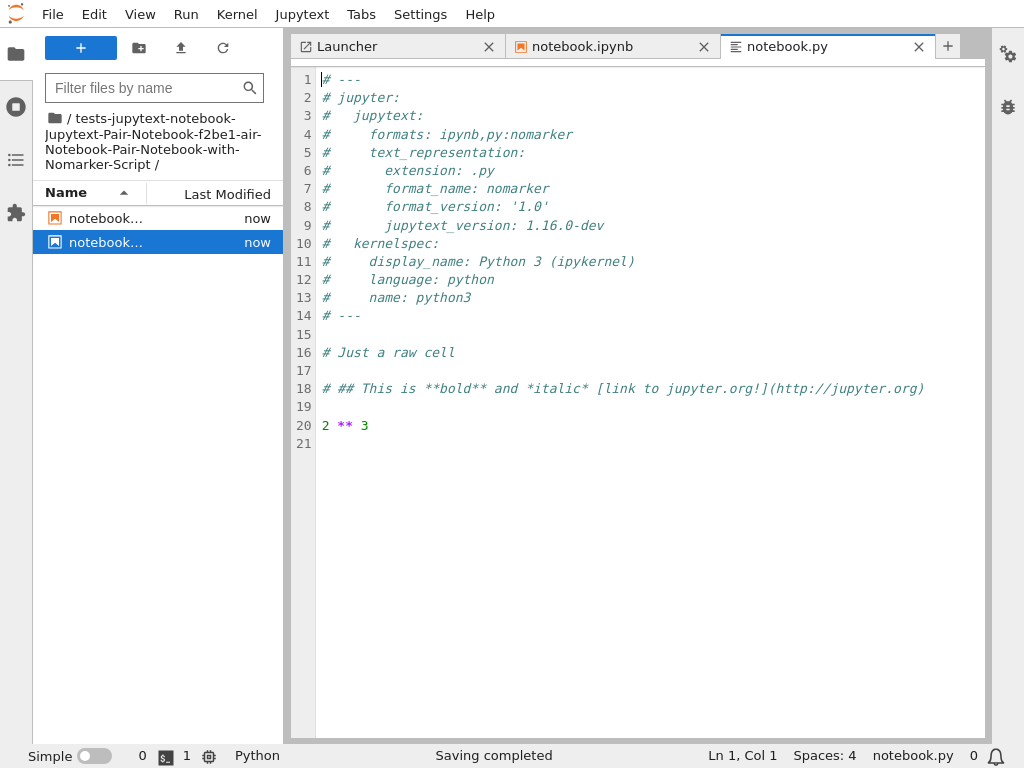 File Edit View Run Kernel Jupytext Tabs Settings Help
Launcher
notebook.ipynb
notebook.py
Filter files by name
/ tests-jupytext-notebook-
Jupytext-Pair-Notebook-f2be1-air-
Notebook-Pair-Notebook-with-
Nomarker-Script /
Name Last Modified
notebook… now
notebook… now
1 # ---
2 # jupyter:
3 #   jupytext:
4 #     formats: ipynb,py:nomarker
5 #     text_representation:
6 #       extension: .py
7 #       format_name: nomarker
8 #       format_version: '1.0'
9 #       jupytext_version: 1.16.0-dev
10 #   kernelspec:
11 #     display_name: Python 3 (ipykernel)
12 #     language: python
13 #     name: python3
14 # ---
15
16 # Just a raw cell
17
18 # ## This is **bold** and *italic* [link to jupyter.org!](http://jupyter.org)
19
20 2 ** 3
21
Simple 0 $_ 1 Python Saving completed Ln 1, Col 1 Spaces: 4 notebook.py 0